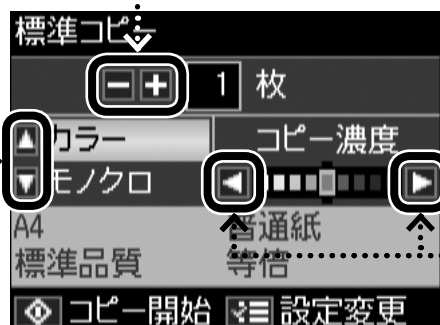 標準コピー
1 枚
カラー コピー濃度
モノクロ
A4 普通紙
標準品質 等倍
コピー開始 設定変更